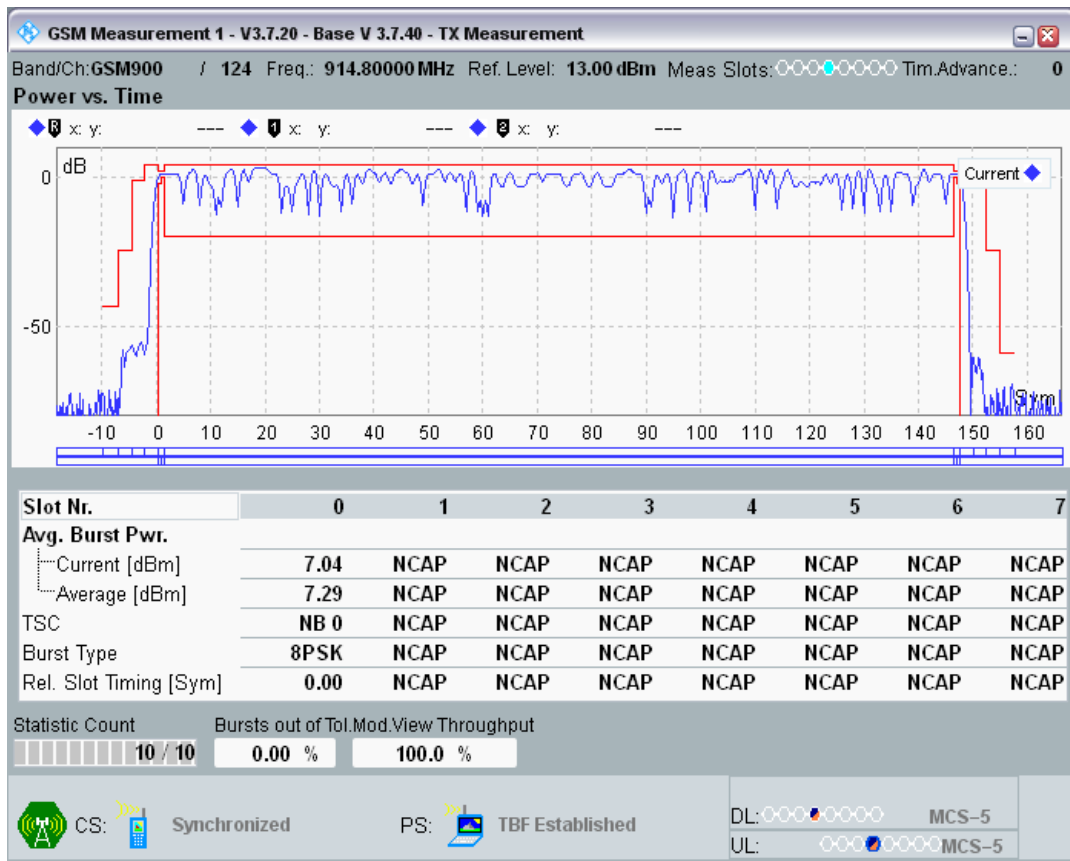 GSM Measurement 1 - V3.7.20 - Base V 3.7.40 - TX Measurement
Band/Ch:GSM900 / 124 Freq.: 914.80000 MHz Ref. Level: 13.00 dBm Meas Slots: Tim.Advance.: 0
Power vs. Time
R x: y: --- 1 x: y: --- 2 x: y: ---
dB
0
Current
-50
Sym
-10 0 10 20 30 40 50 60 70 80 90 100 110 120 130 140 150 160
Slot Nr. 0 1 2 3 4 5 6 7
Avg. Burst Pwr.
Current [dBm] 7.04 NCAP NCAP NCAP NCAP NCAP NCAP NCAP
Average [dBm] 7.29 NCAP NCAP NCAP NCAP NCAP NCAP NCAP
TSC NB 0 NCAP NCAP NCAP NCAP NCAP NCAP NCAP
Burst Type 8PSK NCAP NCAP NCAP NCAP NCAP NCAP NCAP
Rel. Slot Timing [Sym] 0.00 NCAP NCAP NCAP NCAP NCAP NCAP NCAP
Statistic Count Bursts out of Tol.Mod.View Throughput
10 / 10 0.00 % 100.0 %
CS: Synchronized PS: TBF Established
DL: MCS-5
UL: MCS-5